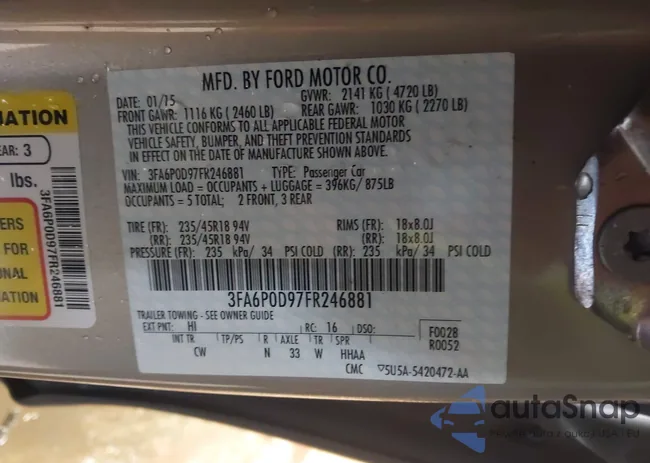 MFD. BY FORD MOTOR CO.
DATE: 01/15 GVWR: 2141 KG ( 4720 LB)
FRONT GAWR: 1116 KG ( 2460 LB) REAR GAWR: 1030 KG ( 2270 LB)
THIS VEHICLE CONFORMS TO ALL APPLICABLE FEDERAL MOTOR
VEHICLE SAFETY, BUMPER, AND THEFT PREVENTION STANDARDS
IN EFFECT ON THE DATE OF MANUFACTURE SHOWN ABOVE.
VIN: 3FA6P0D97FR246881 TYPE: Passenger Car
MAXIMUM LOAD = OCCUPANTS + LUGGAGE = 396KG/ 875LB
OCCUPANTS = 5 TOTAL; 2 FRONT, 3 REAR
TIRE (FR): 235/45R18 94V RIMS (FR): 18x8.0J
(RR): 235/45R18 94V (RR): 18x8.0J
PRESSURE (FR): 235 kPa/ 34 PSI COLD (RR): 235 kPa/ 34 PSI COLD
3FA6P0D97FR246881
TRAILER TOWING - SEE OWNER GUIDE
EXT PNT: HI RC: 16 DSO: F0028
R0052
INT TR TP/PS R AXLE TR SPR
CW N 33 W HHAA
CMC ▽5U5A-5420472-AA
UATION
EAR: 3
lbs.
ERS
FOR
ONAL
ATION
3FA6P0D97FR246881
autoSnap